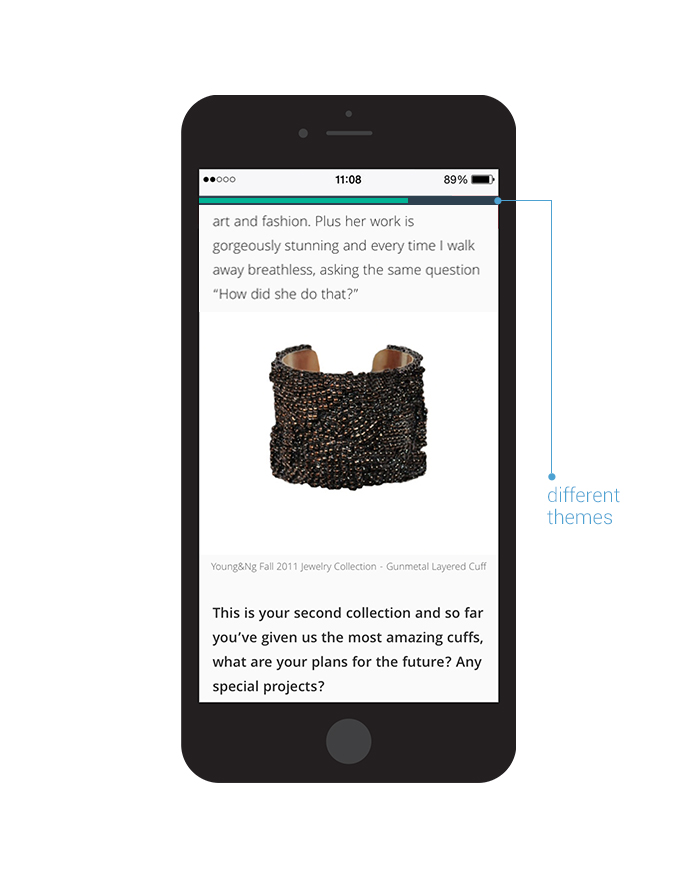 11:08
89%
art and fashion. Plus her work is
gorgeously stunning and every time I walk
away breathless, asking the same question
“How did she do that?”
Young&Ng Fall 2011 Jewelry Collection - Gunmetal Layered Cuff
This is your second collection and so far
you’ve given us the most amazing cuffs,
what are your plans for the future? Any
special projects?
different
themes